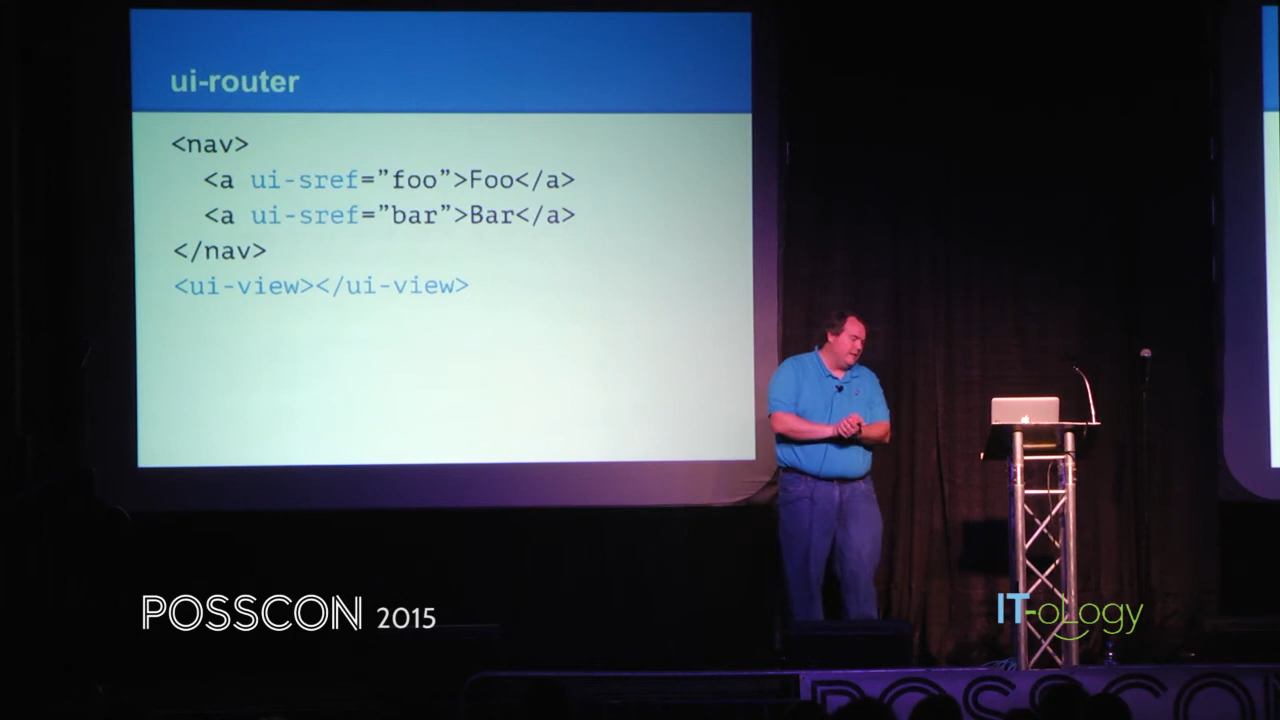 ui-router
<nav>
<a ui-sref=”foo”>Foo</a>
<a ui-sref=”bar”>Bar</a>
</nav>
<ui-view></ui-view>
POSSCON 2015
IT-oLogy
POSSCON